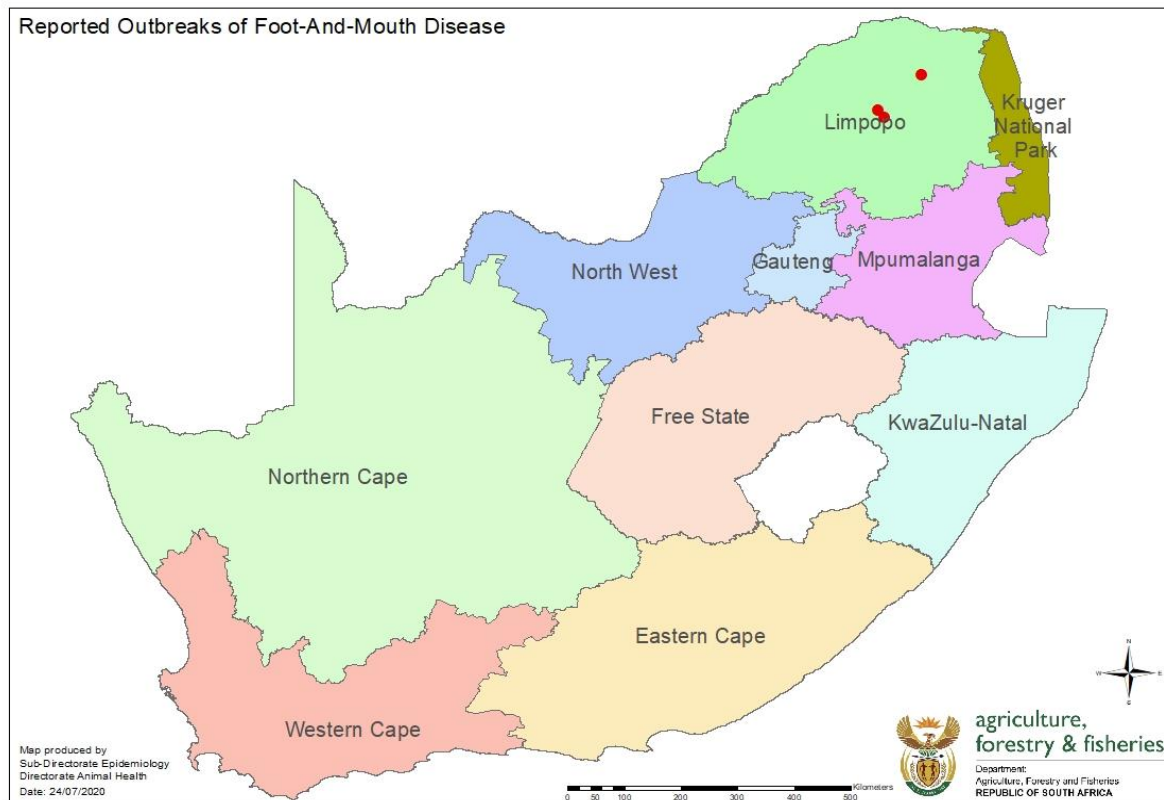 Reported Outbreaks of Foot-And-Mouth Disease
Limpopo
Kruger
National
Park
North West
Gauteng
Mpumalanga
Free State
KwaZulu-Natal
Northern Cape
Eastern Cape
Western Cape
N
W
E
S
Map produced by
Sub-Directorate Epidemiology
Directorate Animal Health
Date: 24/07/2020
Kilometers
0 50 100 200 300 400 500
agriculture,
forestry & fisheries
Department:
Agriculture, Forestry and Fisheries
REPUBLIC OF SOUTH AFRICA